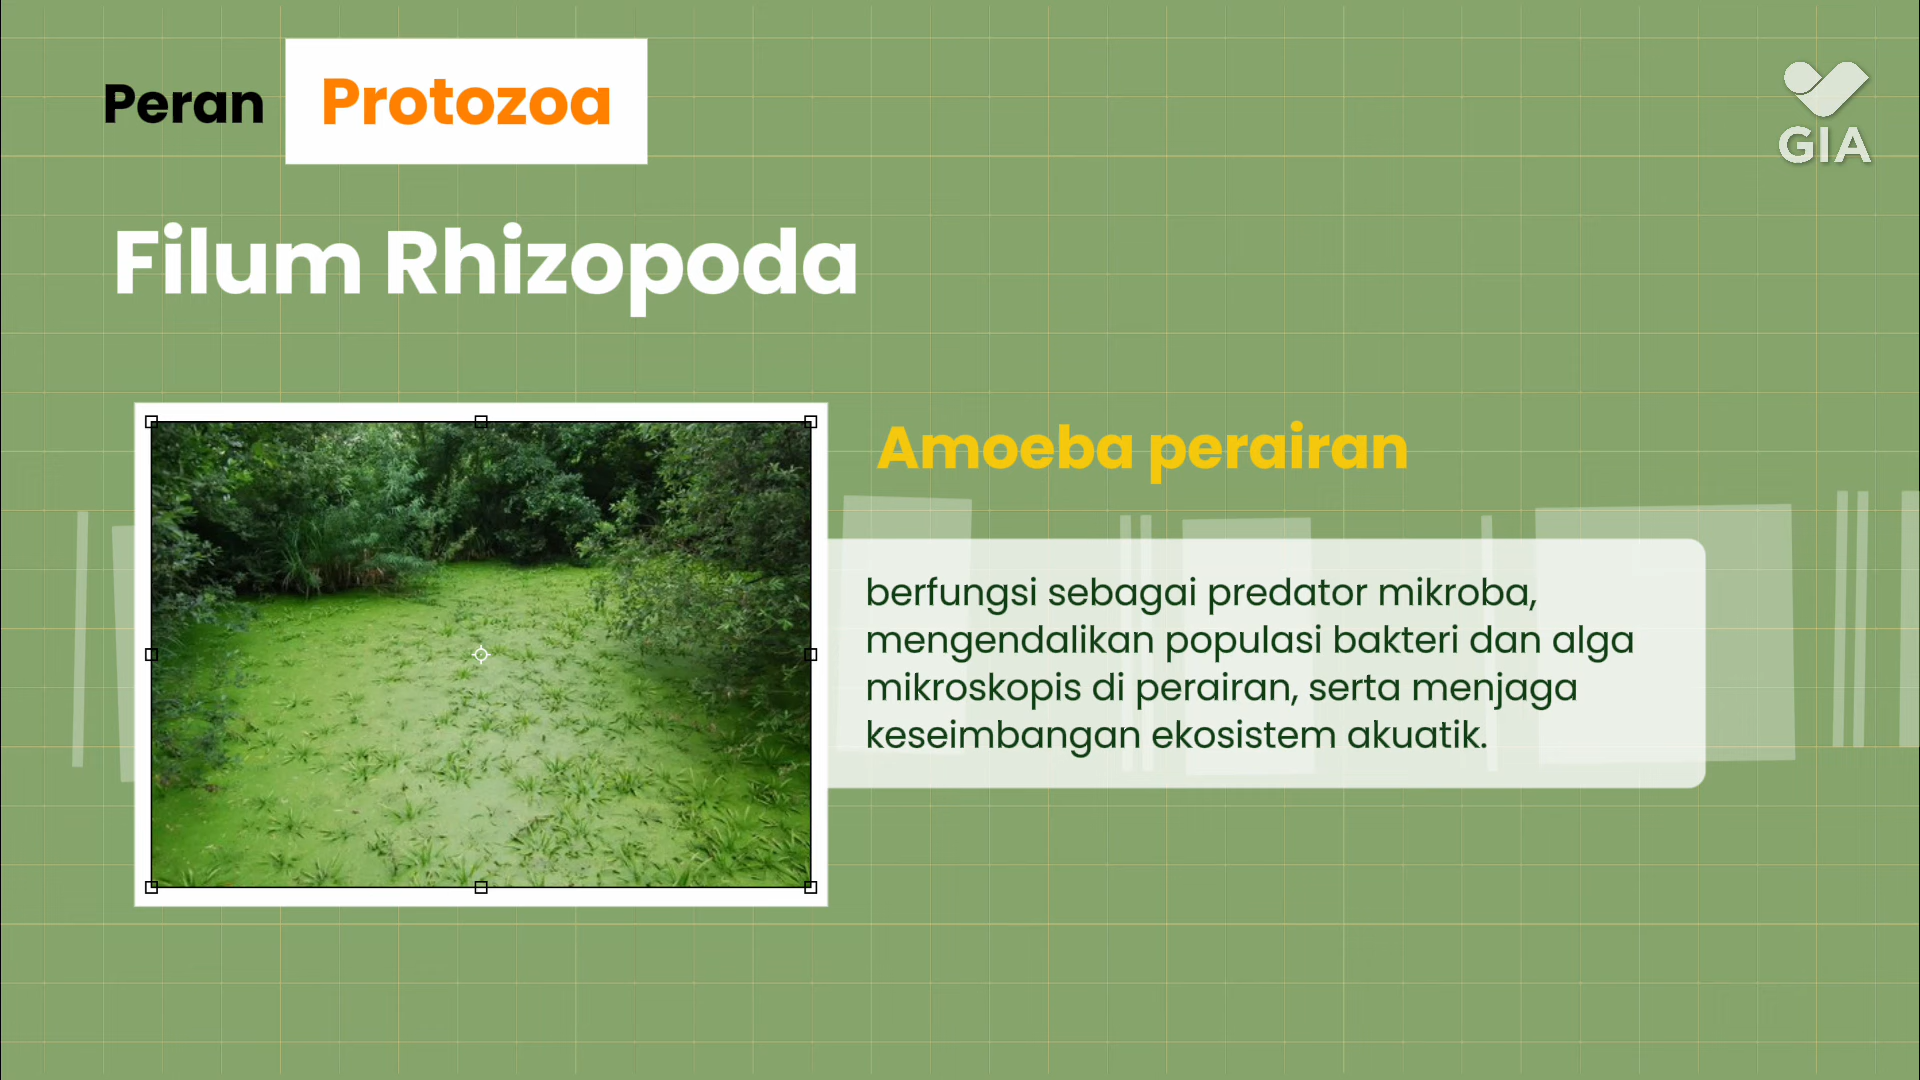 Peran Protozoa
GIA
Filum Rhizopoda
Amoeba perairan
berfungsi sebagai predator mikroba,
mengendalikan populasi bakteri dan alga
mikroskopis di perairan, serta menjaga
keseimbangan ekosistem akuatik.